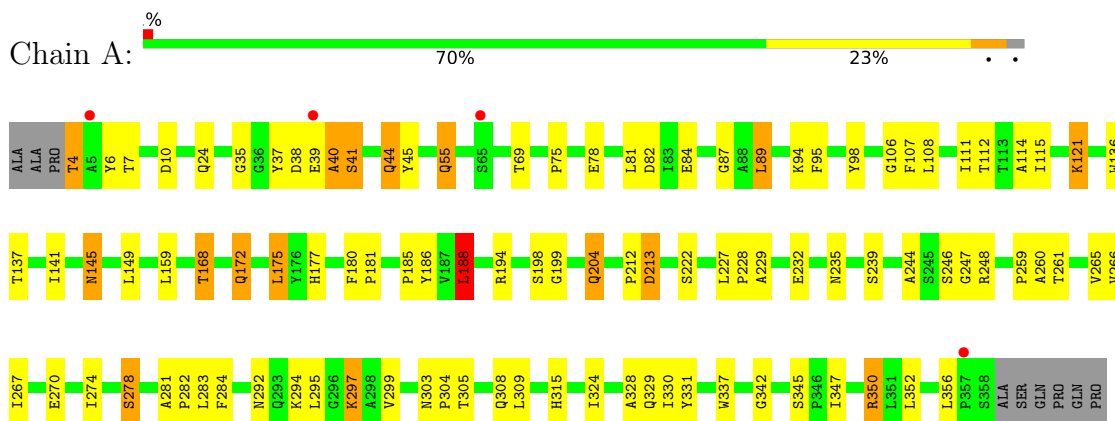 .%
Chain A:
70% 23% . .
ALA ALA PRO T4 A5 Y6 T7 D10 Q24 G35 G36 Y37 D38 E39 A40 S41 Q44 Y45 Q55 S65 T69 P75 E78 L81 D82 I83 E84 G87 A88 L89 K94 F95 Y98 G106 F107 L108 I111 T112 T113 A114 I115 K121 W136
T137 I141 N145 L149 L159 T168 Q172 L175 Y176 H177 F180 P181 P185 Y186 V187 L188 R194 S198 G199 Q204 P212 D213 S222 L227 P228 A229 E232 N235 S239 A244 S245 S246 G247 R248 P259 A260 T261 V265
I267 E270 I274 S278 A281 P282 L283 F284 N292 Q293 K294 L295 G296 K297 A298 V299 N303 P304 T305 Q308 L309 H315 I324 A328 Q329 Y331 W337 G342 S345 P346 I347 R350 L351 L352 L356 P357 S358 ALA SER GLN PRO GLN PRO